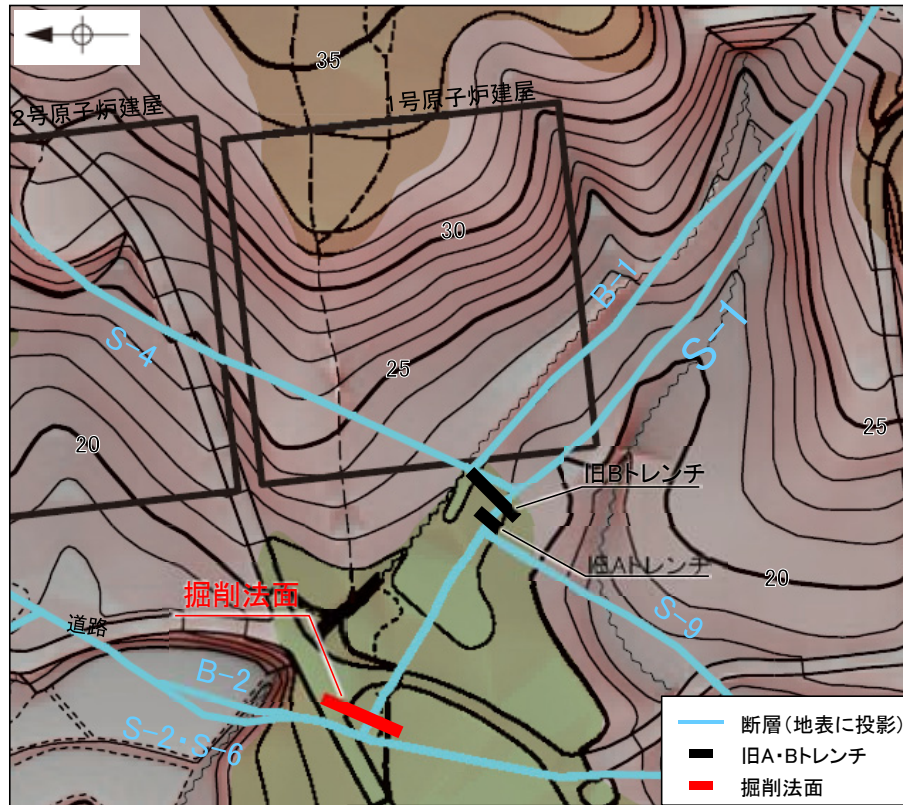 35
1号原子炉建屋
2号原子炉建屋
30
B-1
S-1
S-4
25
25
20
旧Bトレンチ
旧Aトレンチ
20
掘削法面
S-9
道路
B-2
S-2・S-6
断層(地表に投影)
旧A・Bトレンチ
掘削法面